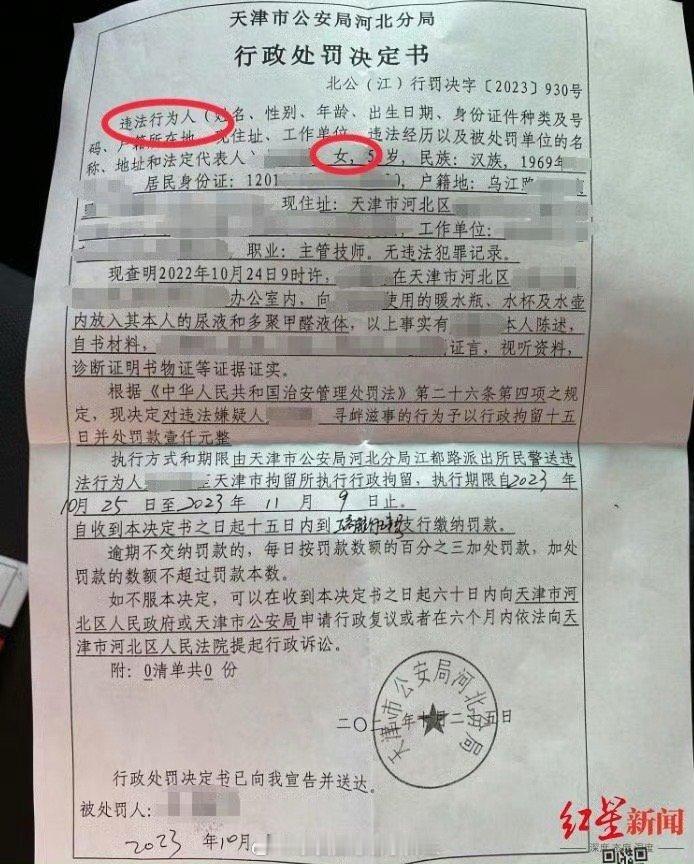 天津市公安局河北分局
行政处罚决定书
北公（江）行罚决字〔2023〕930号
违法行为人（姓名、性别、年龄、出生日期、身份证件种类及号
码、户籍所在地、现住址、工作单位、违法经历以及被处罚单位的名
称、地址和法定代表人） 女，5 岁，民族：汉族，1969年
居民身份证：1201 ，户籍地：乌江路
现住址：天津市河北区
，工作单位：
职业：主管技师。无违法犯罪记录。
现查明2022年10月24日9时许， 在天津市河北区
办公室内，向 使用的暖水瓶、水杯及水壶
内放入其本人的尿液和多聚甲醛液体，以上事实有 本人陈述，
自书材料， 证言，视听资料，
诊断证明书物证等证据证实。
根据《中华人民共和国治安管理处罚法》第二十六条第四项之规
定，现决定对违法嫌疑人 寻衅滋事的行为予以行政拘留十五
日并处罚款壹仟元整
执行方式和期限由天津市公安局河北分局江都路派出所民警送违
法行为人 至天津市拘留所执行行政拘留，执行期限自2023 年
10月 25 日至 2023 年 11 月 9 日止。
自收到本决定书之日起十五日内到 支行缴纳罚款。
逾期不交纳罚款的，每日按罚款数额的百分之三加处罚款，加处
罚款的数额不超过罚款本数。
如不服本决定，可以在收到本决定书之日起六十日内向天津市河
北区人民政府或天津市公安局申请行政复议或者在六个月内依法向天
津市河北区人民法院提起行政诉讼。
附：0清单共0 份
天津市公安局河北分局
二〇二 年十月二十五日
行政处罚决定书已向我宣告并送达。
被处罚人：
2023 年10月
红星新闻
深度 态度 温度